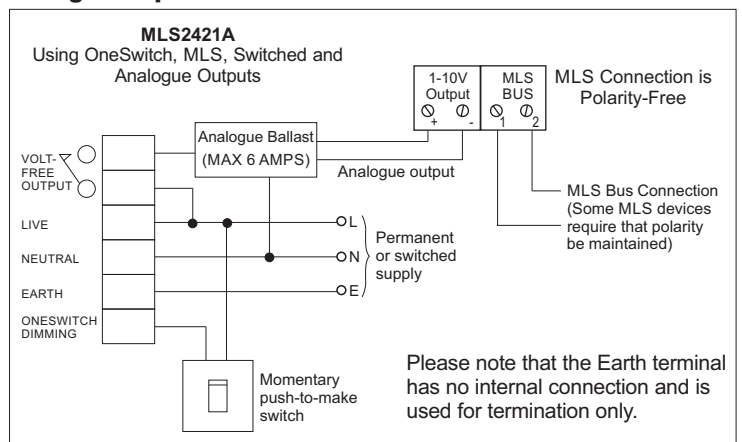 MLS2421A
Using OneSwitch, MLS, Switched and
Analogue Outputs
1-10V
Output
+ -
MLS
BUS
1 2
MLS Connection is
Polarity-Free
Analogue Ballast
(MAX 6 AMPS)
Analogue output
VOLT-
FREE
OUTPUT
LIVE
NEUTRAL
EARTH
ONESWITCH
DIMMING
L
N
E
Permanent
or switched
supply
MLS Bus Connection
(Some MLS devices
require that polarity
be maintained)
Momentary
push-to-make
switch
Please note that the Earth terminal
has no internal connection and is
used for termination only.